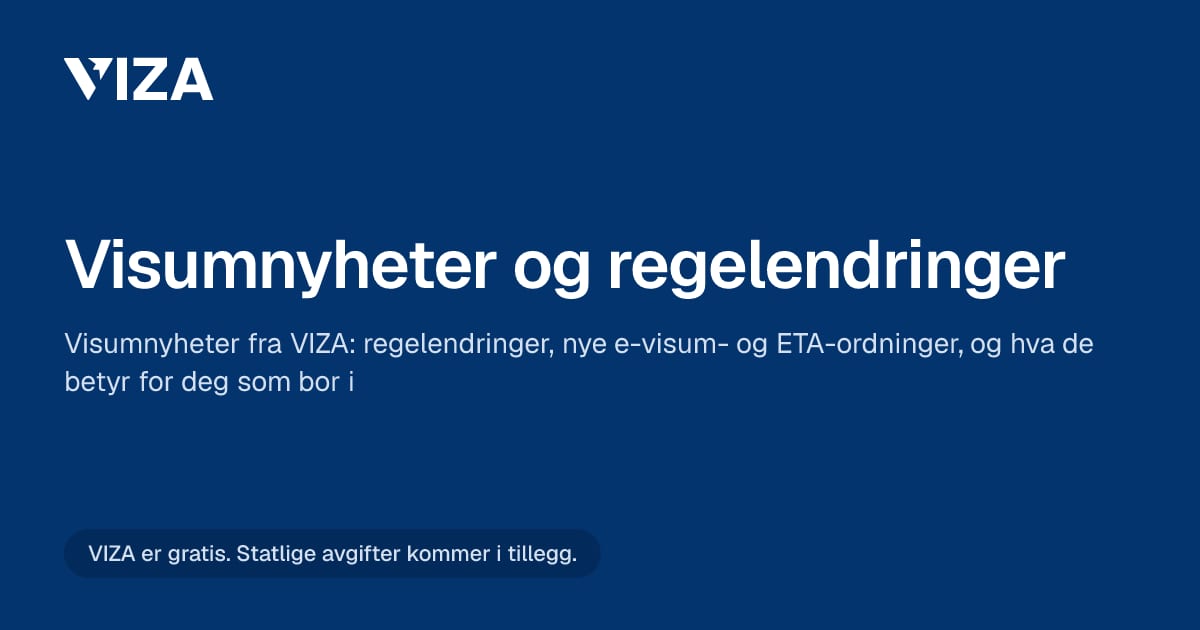 VIZA
Visumnyheter og regelendringer
Visumnyheter fra VIZA: regelendringer, nye e-visum- og ETA-ordninger, og hva de
betyr for deg som bor i
VIZA er gratis. Statlige avgifter kommer i tillegg.